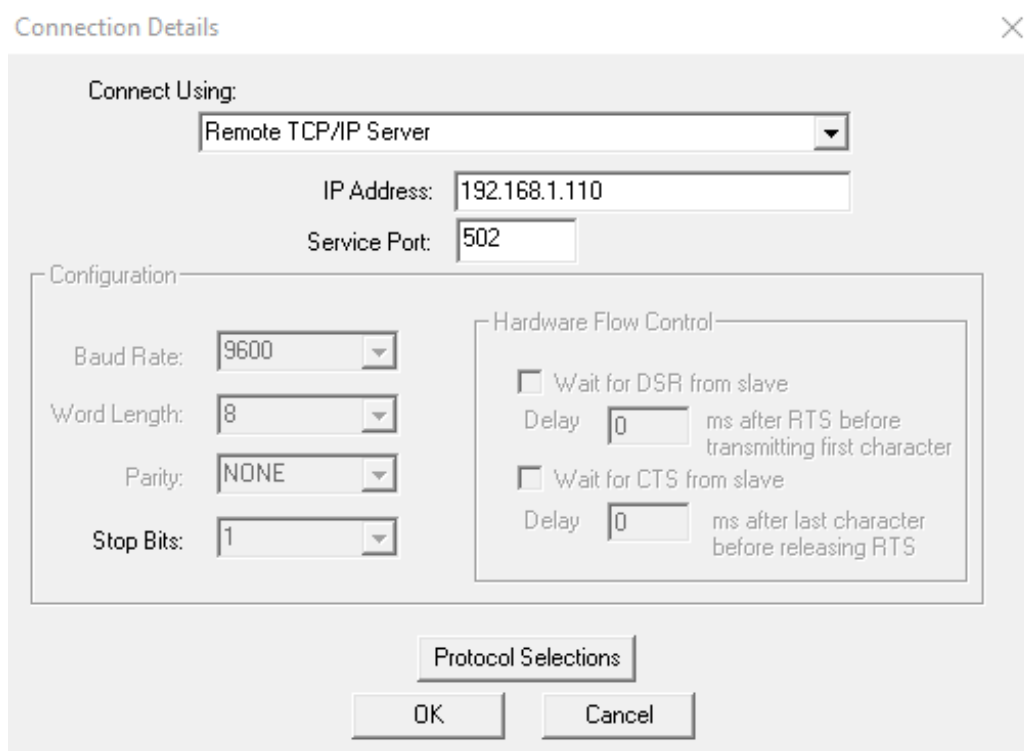 Connection Details
Connect Using:
Remote TCP/IP Server
IP Address: 192.168.1.110
Service Port: 502
Configuration
Baud Rate: 9600
Word Length: 8
Parity: NONE
Stop Bits: 1
Hardware Flow Control
Wait for DSR from slave
Delay 0 ms after RTS before
transmitting first character
Wait for CTS from slave
Delay 0 ms after last character
before releasing RTS
Protocol Selections
OK Cancel